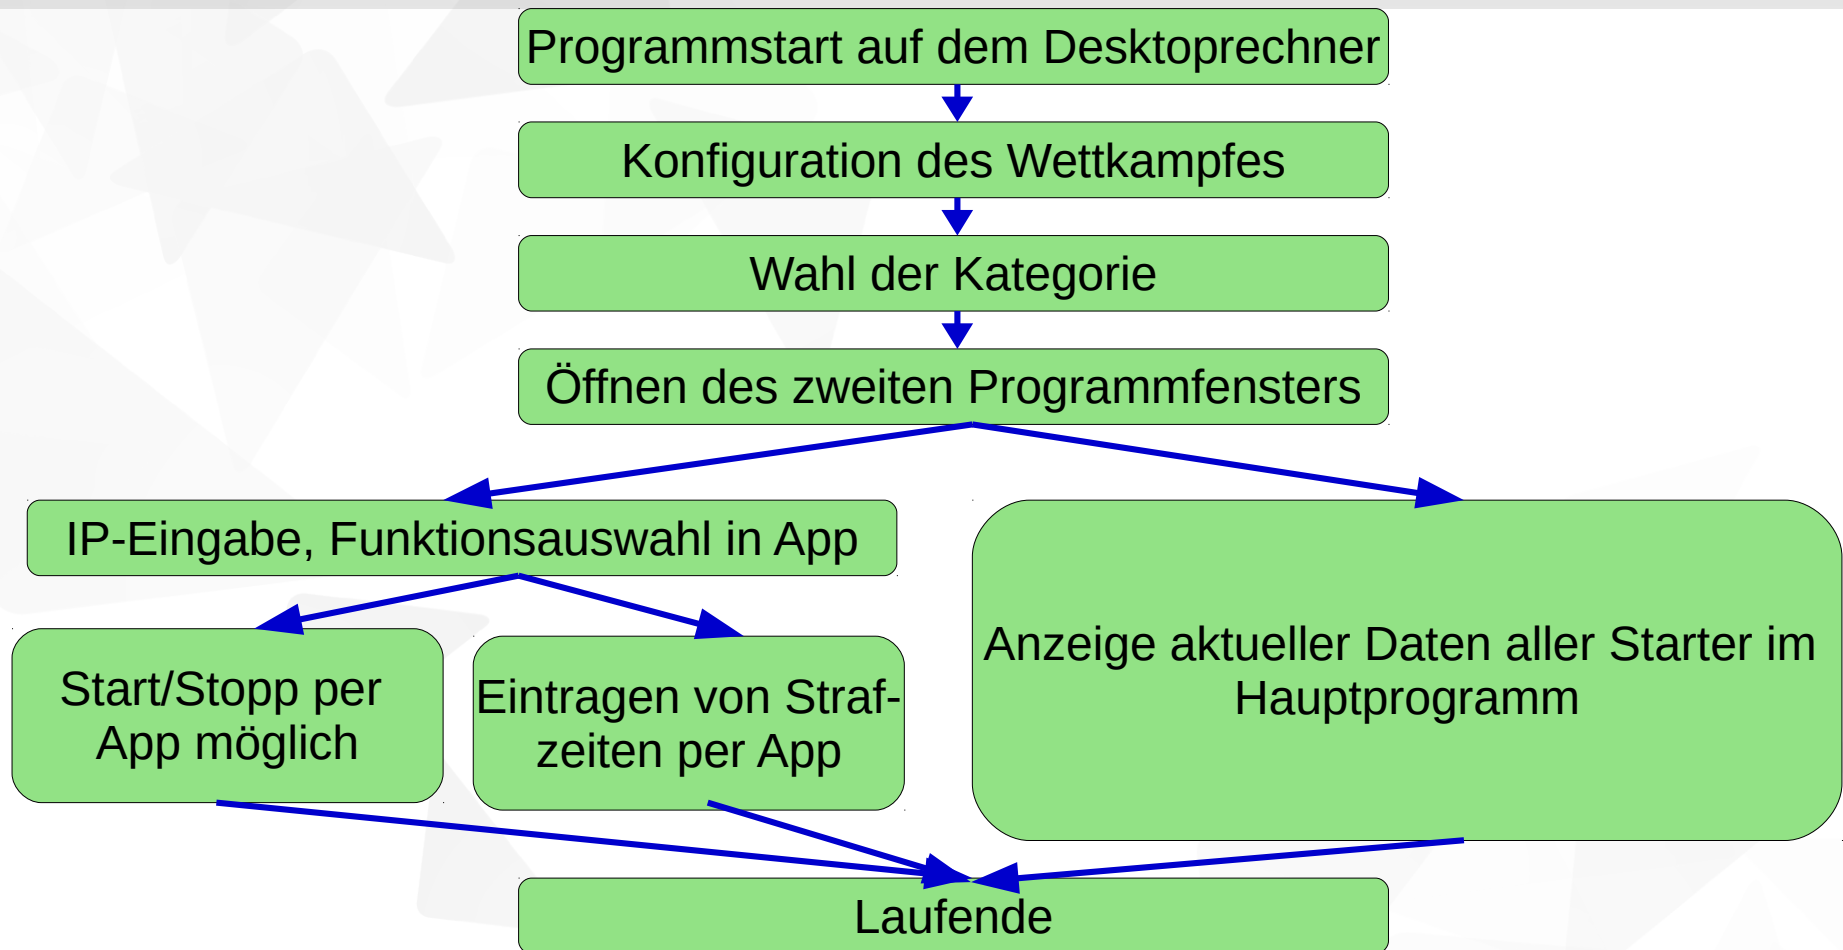 Programmstart auf dem Desktoprechner
Konfiguration des Wettkampfes
Wahl der Kategorie
Öffnen des zweiten Programmfensters
IP-Eingabe, Funktionsauswahl in App
Start/Stopp per
App möglich
Eintragen von Straf-
zeiten per App
Anzeige aktueller Daten aller Starter im
Hauptprogramm
Laufende